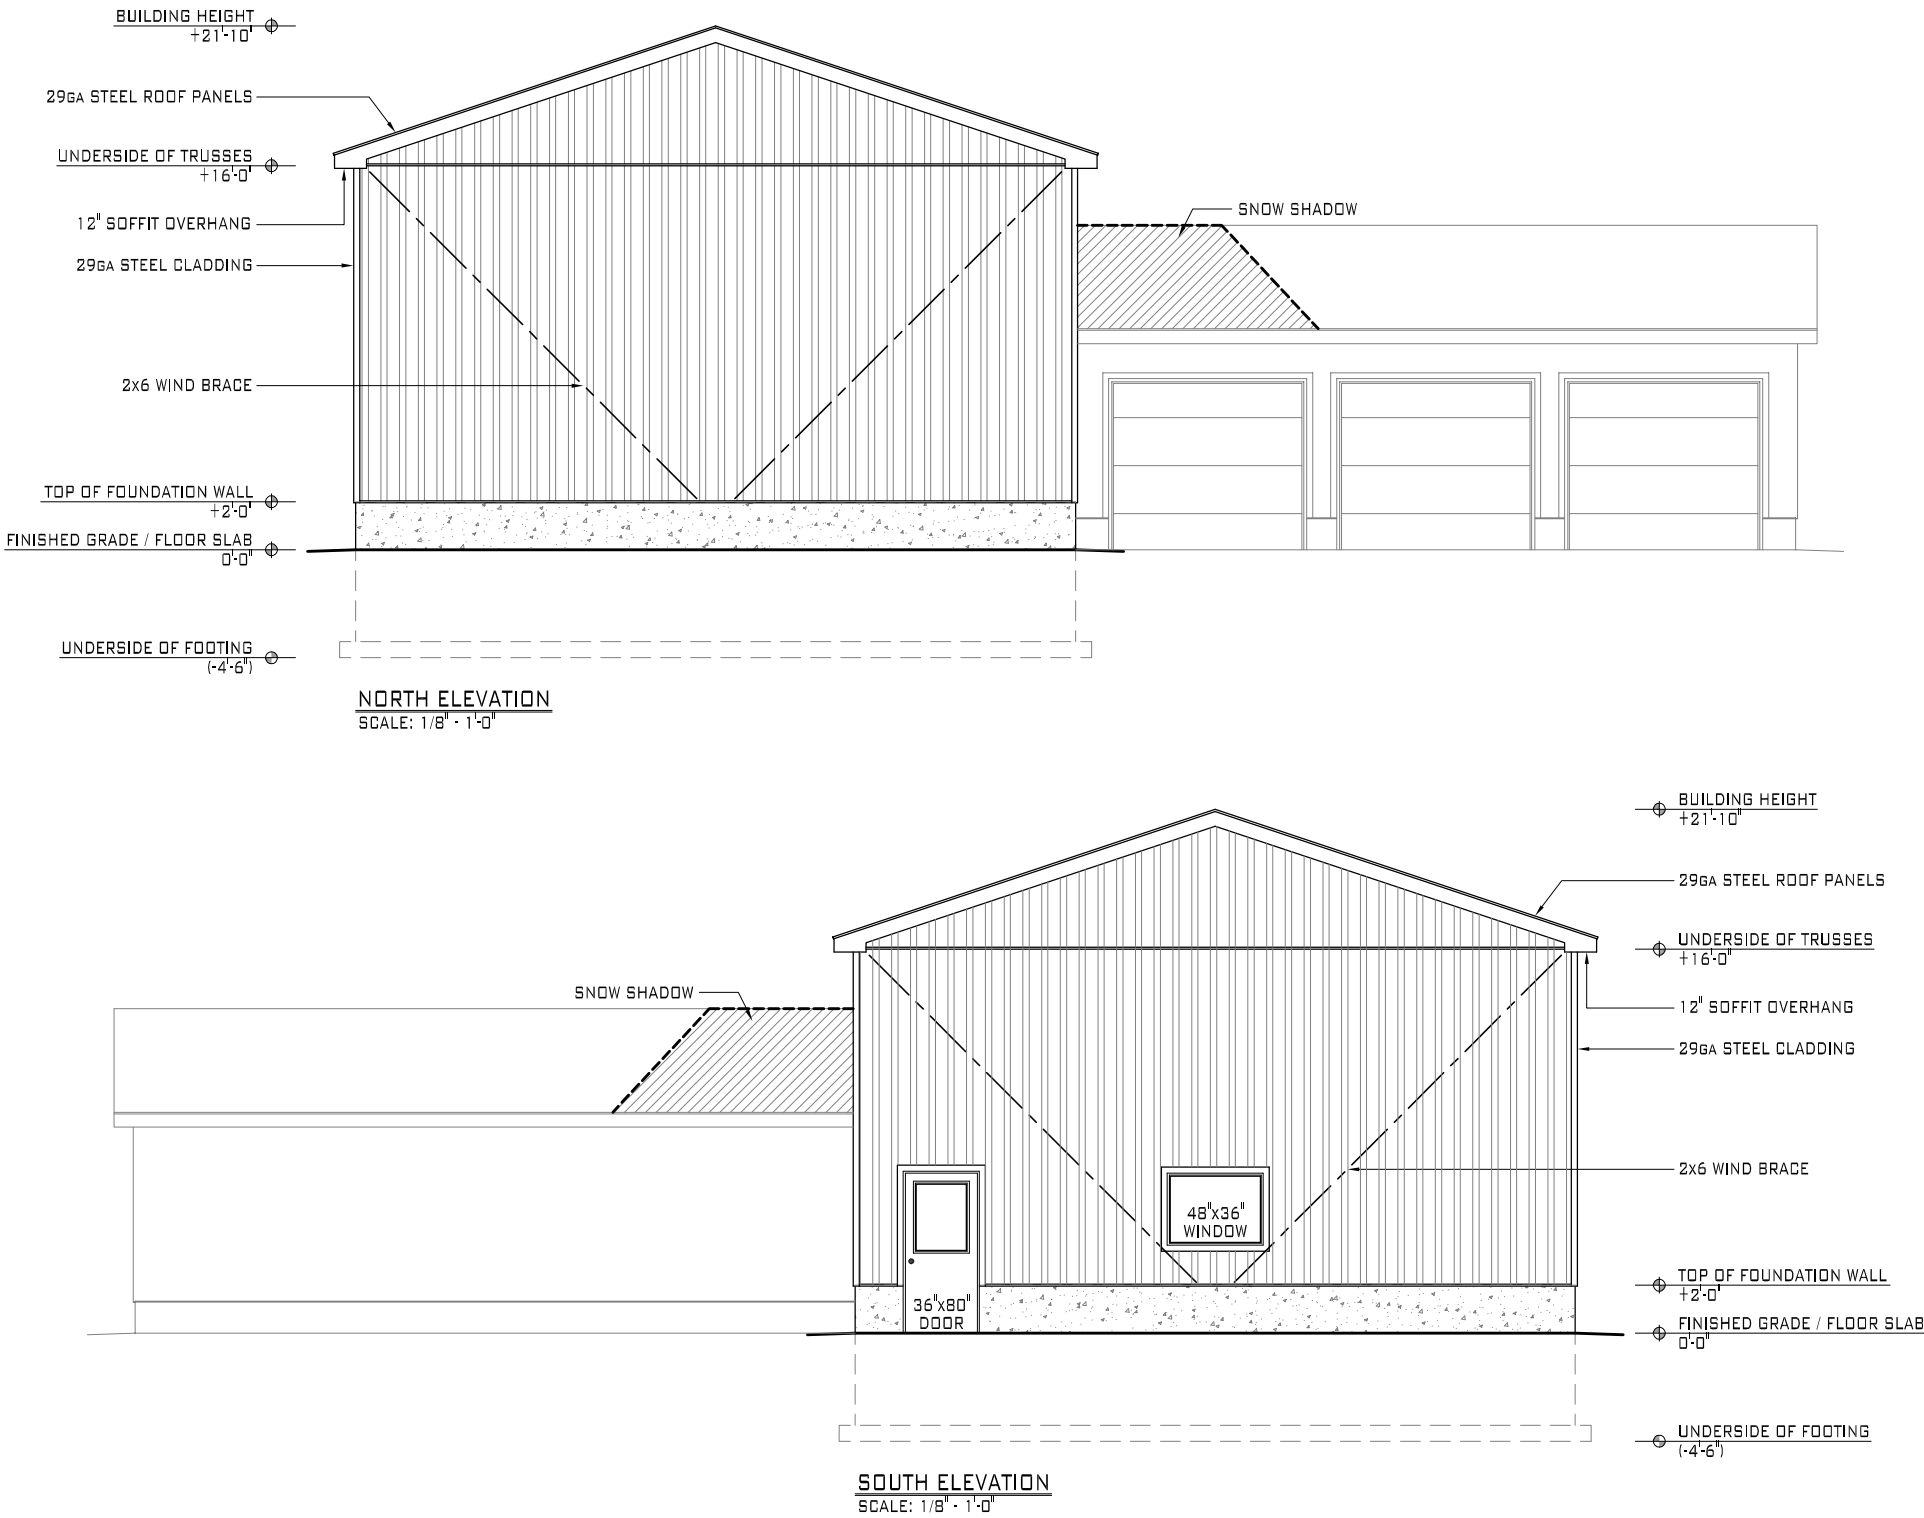 BUILDING HEIGHT
+21'-10"
29GA STEEL ROOF PANELS
UNDERSIDE OF TRUSSES
+16'-0"
12" SOFFIT OVERHANG
29GA STEEL CLADDING
SNOW SHADOW
2x6 WIND BRACE
TOP OF FOUNDATION WALL
+2'-0"
FINISHED GRADE / FLOOR SLAB
0'-0"
UNDERSIDE OF FOOTING
(-4'-6")
NORTH ELEVATION
SCALE: 1/8" - 1'-0"
BUILDING HEIGHT
+21'-10"
29GA STEEL ROOF PANELS
UNDERSIDE OF TRUSSES
+16'-0"
SNOW SHADOW
12" SOFFIT OVERHANG
29GA STEEL CLADDING
2x6 WIND BRACE
48"x36"
WINDOW
36"x80"
DOOR
TOP OF FOUNDATION WALL
+2'-0"
FINISHED GRADE / FLOOR SLAB
0'-0"
UNDERSIDE OF FOOTING
(-4'-6")
SOUTH ELEVATION
SCALE: 1/8" - 1'-0"